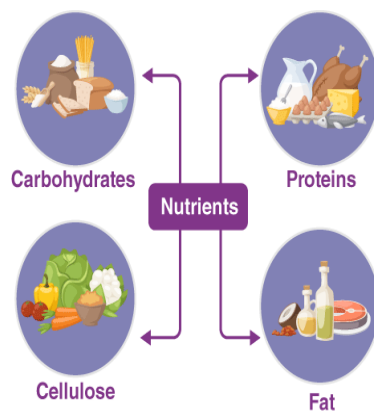 Carbohydrates
Proteins
Nutrients
Cellulose
Fat